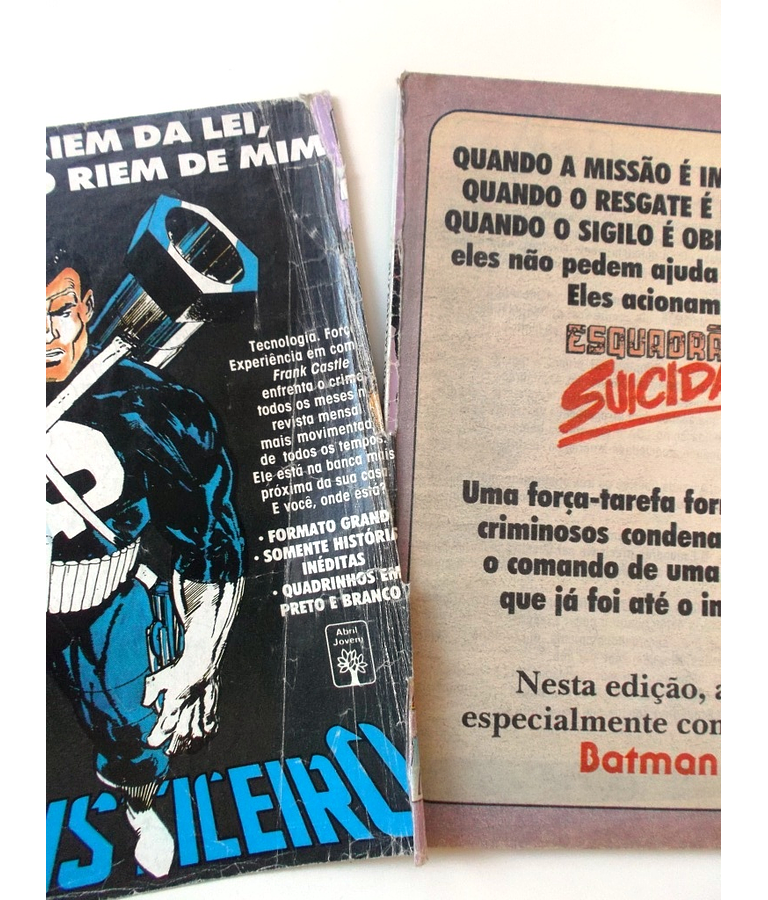 RIEM DA LEI,
O RIEM DE MIM
Tecnologia. Forç
Experiência em com
Frank Castle
enfrenta o crime
todos os meses n
revista mensal
mais movimentad
de todos os tempos.
Ele está na banca mais
próxima da sua casa.
E você, onde está?
• FORMATO GRAND
• SOMENTE HISTÓRI
INÉDITAS
• QUADRINHOS EM
PRETO E BRANCO
Abril
Jovem
USTICEIRO
QUANDO A MISSÃO É IM
QUANDO O RESGATE É
QUANDO O SIGILO É OBR
eles não pedem ajuda
Eles acionam
ESQUADRÃ
SUICIDA
Uma força-tarefa for
criminosos condena
o comando de uma
que já foi até o in
Nesta edição, a
especialmente con
Batman